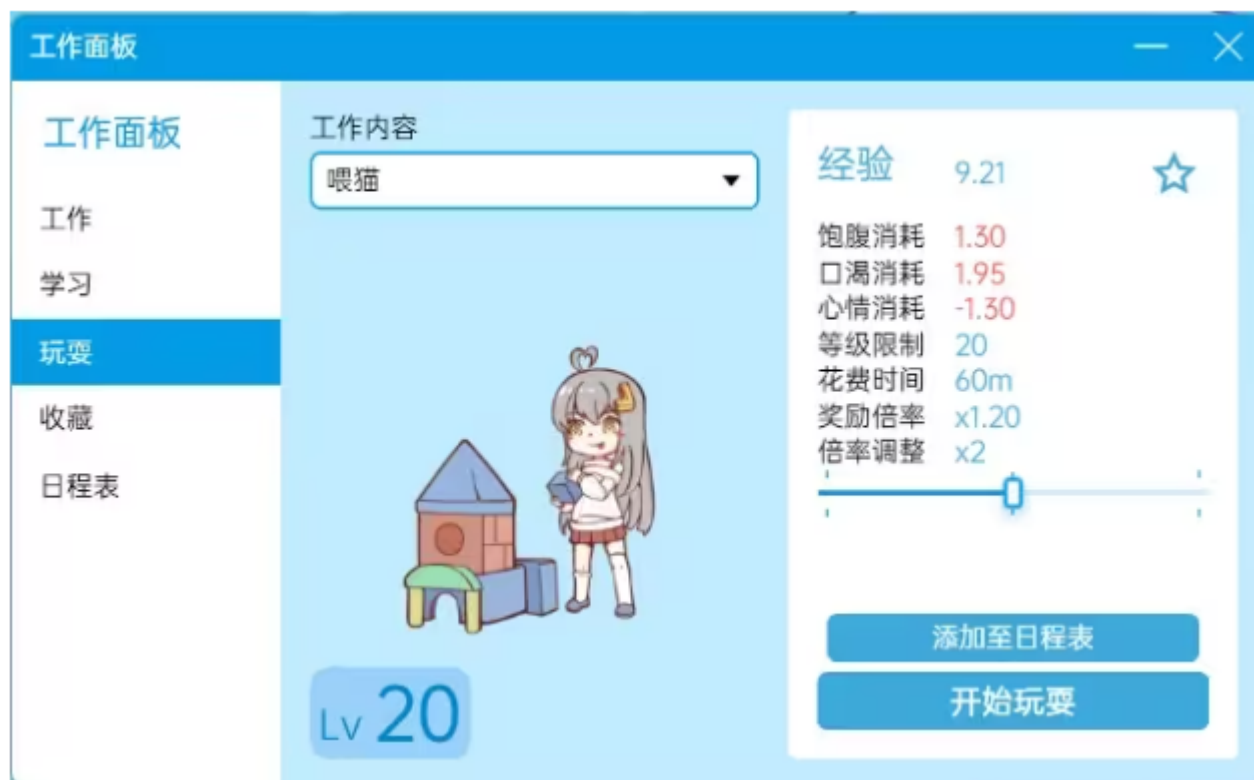 工作面板
工作面板
工作
学习
玩耍
收藏
日程表
工作内容
喂猫
Lv 20
经验 9.21
饱腹消耗 1.30
口渴消耗 1.95
心情消耗 -1.30
等级限制 20
花费时间 60m
奖励倍率 x1.20
倍率调整 x2
添加至日程表
开始玩耍